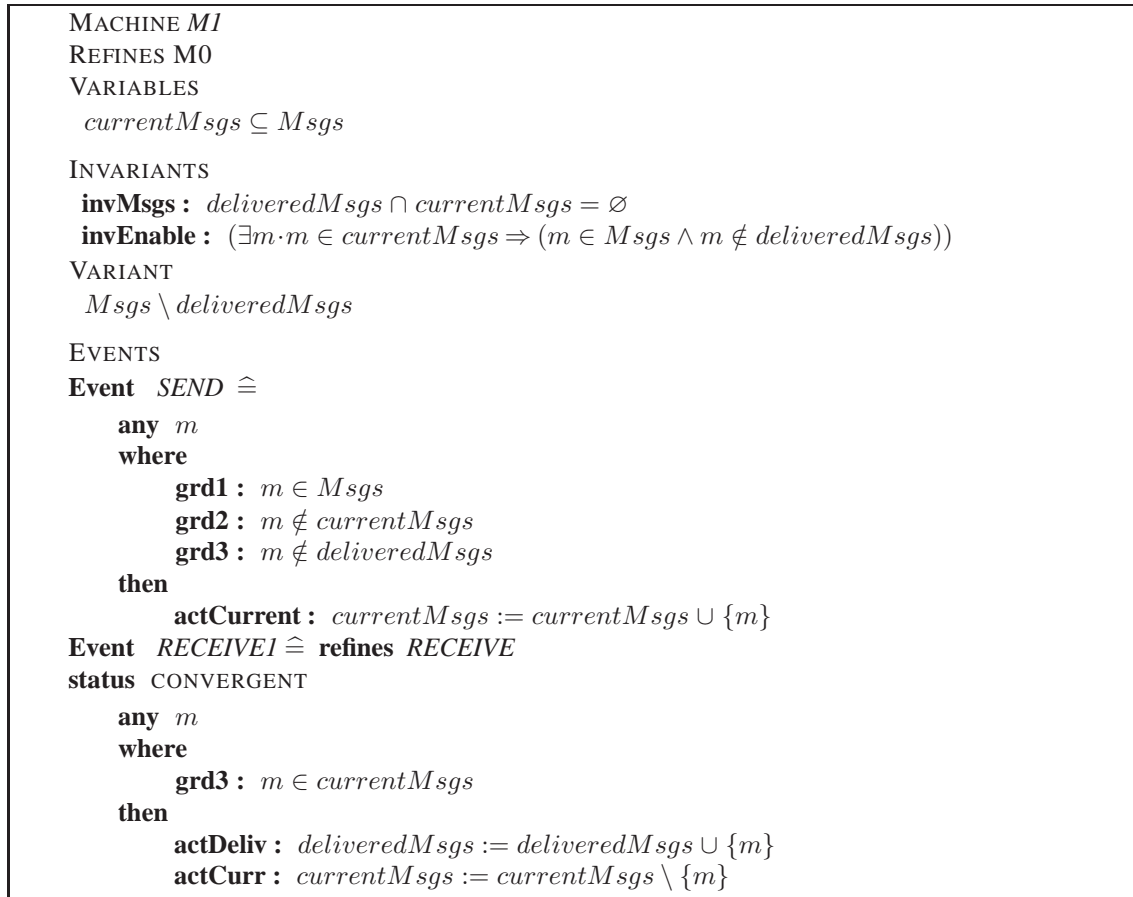 MACHINE M1
REFINES M0
VARIABLES
currentMsgs ⊆ Msgs
INVARIANTS
invMsgs : deliveredMsgs ∩ currentMsgs = ∅
invEnable : (∃m·m ∈ currentMsgs ⇒ (m ∈ Msgs ∧ m ∉ deliveredMsgs))
VARIANT
Msgs \ deliveredMsgs
EVENTS
Event SEND ≙
any m
where
grd1 : m ∈ Msgs
grd2 : m ∉ currentMsgs
grd3 : m ∉ deliveredMsgs
then
actCurrent : currentMsgs := currentMsgs ∪ {m}
Event RECEIVE1 ≙ refines RECEIVE
status CONVERGENT
any m
where
grd3 : m ∈ currentMsgs
then
actDeliv : deliveredMsgs := deliveredMsgs ∪ {m}
actCurr : currentMsgs := currentMsgs \ {m}